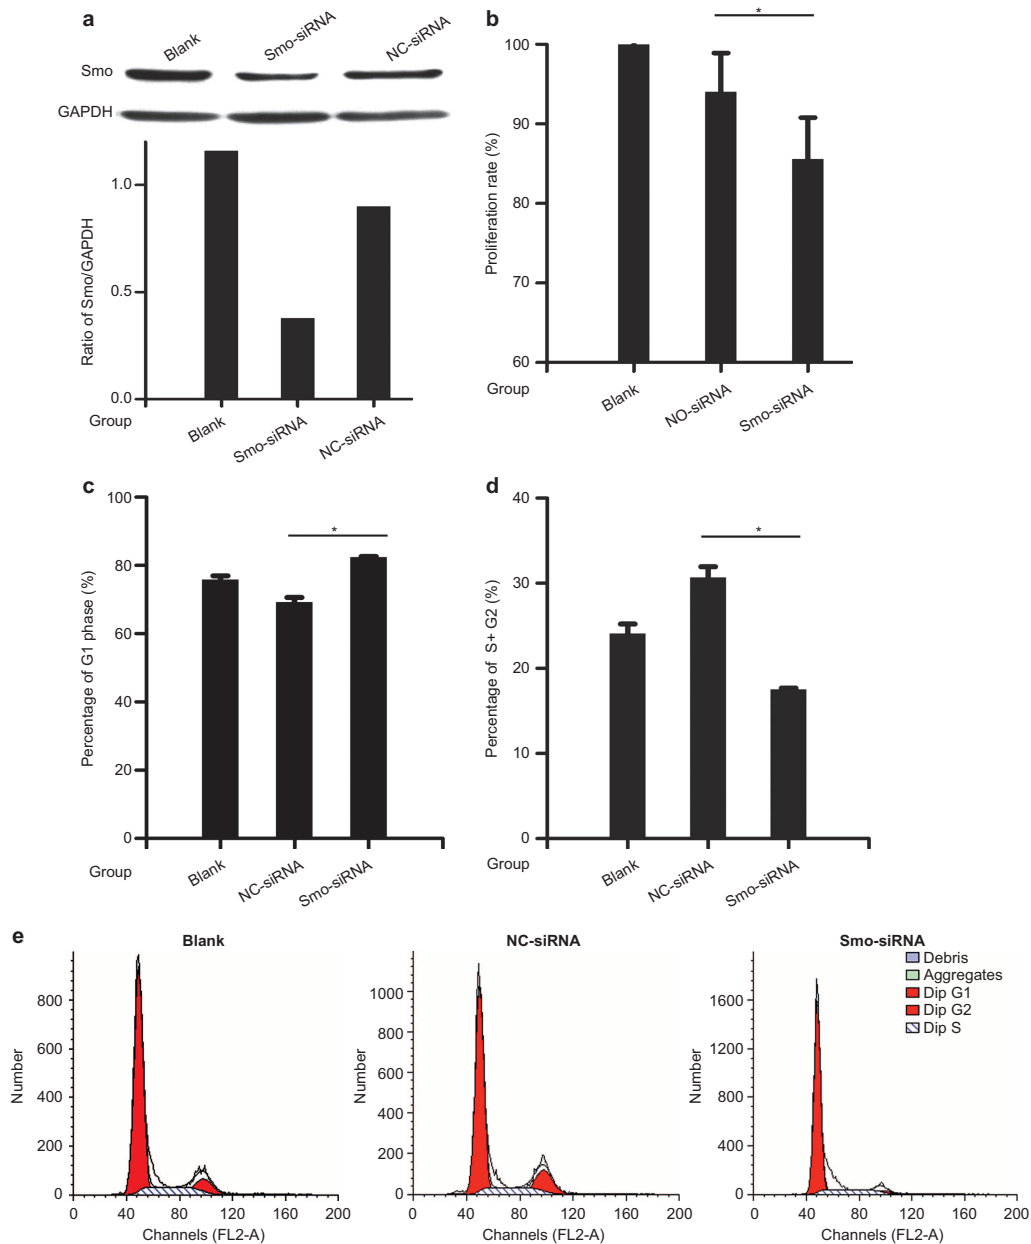 a
Blank
Smo-siRNA
NC-siRNA
Smo
GAPDH
1.0
0.5
0.0
Ratio of Smo/GAPDH
Group
Blank
Smo-siRNA
NC-siRNA
b
*
100
90
80
70
60
Proliferation rate (%)
Group
Blank
NO-siRNA
Smo-siRNA
c
*
100
80
60
40
20
0
Percentage of G1 phase (%)
Group
Blank
NC-siRNA
Smo-siRNA
d
*
40
30
20
10
0
Percentage of S+ G2 (%)
Group
Blank
NC-siRNA
Smo-siRNA
e
Blank
800
600
400
200
0
Number
0 40 80 120 160 200
Channels (FL2-A)
NC-siRNA
1000
800
600
400
200
0
Number
0 40 80 120 160 200
Channels (FL2-A)
Smo-siRNA
Debris
Aggregates
Dip G1
Dip G2
Dip S
1600
1200
800
400
0
Number
0 40 80 120 160 200
Channels (FL2-A)